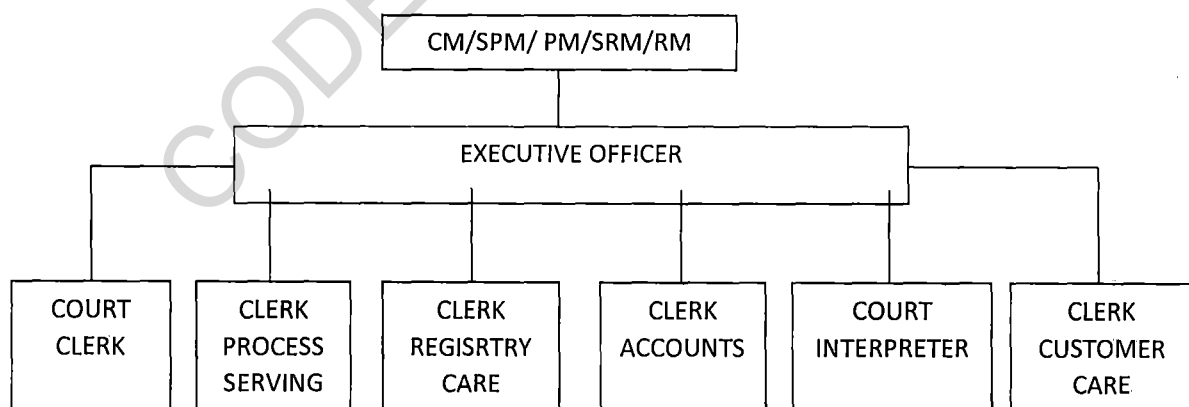 CODE
CM/SPM/ PM/SRM/RM
EXECUTIVE OFFICER
COURT
CLERK
CLERK
PROCESS
SERVING
CLERK
REGISRTRY
CARE
CLERK
ACCOUNTS
COURT
INTERPRETER
CLERK
CUSTOMER
CARE